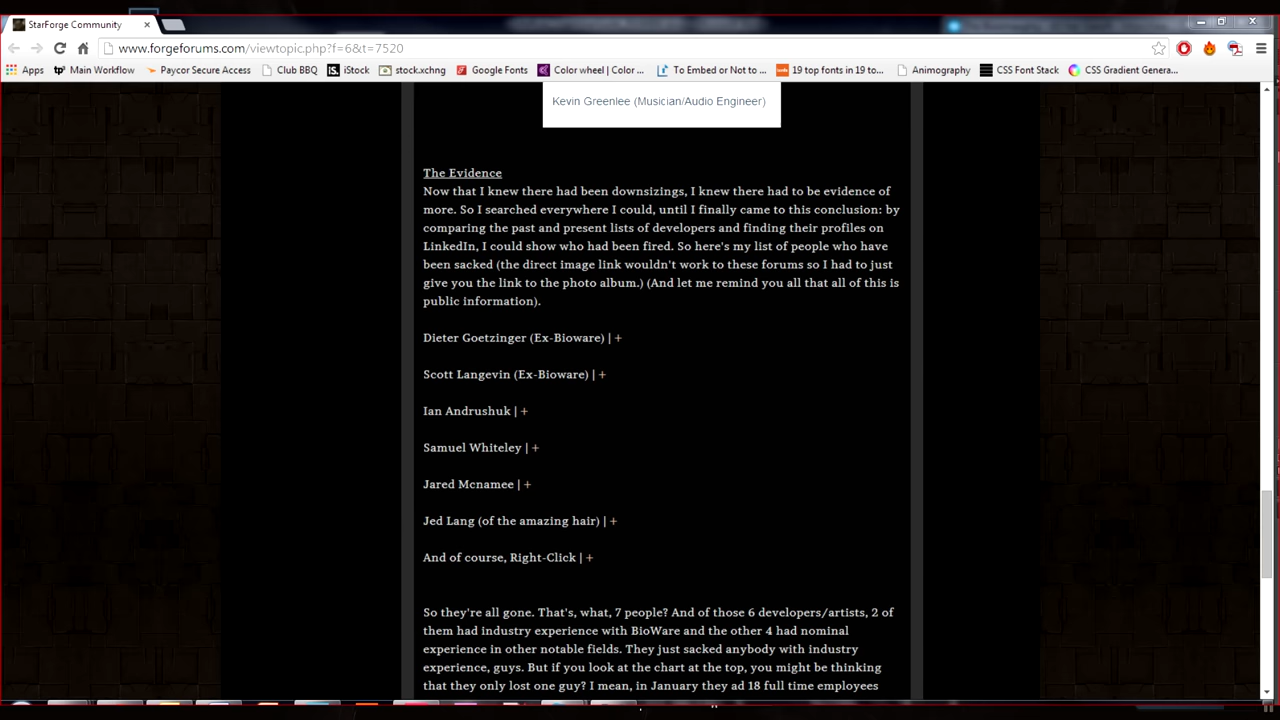 StarForge Community
www.forgeforums.com/viewtopic.php?f=6&t=7520
Apps Main Workflow Paycor Secure Access Club BBQ iStock stock.xchng Google Fonts Color wheel | Color ... To Embed or Not to ... 19 top fonts in 19 to... Animography CSS Font Stack CSS Gradient Genera...
Kevin Greenlee (Musician/Audio Engineer)
The Evidence
Now that I knew there had been downsizings, I knew there had to be evidence of
more. So I searched everywhere I could, until I finally came to this conclusion: by
comparing the past and present lists of developers and finding their profiles on
LinkedIn, I could show who had been fired. So here's my list of people who have
been sacked (the direct image link wouldn't work to these forums so I had to just
give you the link to the photo album.) (And let me remind you all that all of this is
public information).
Dieter Goetzinger (Ex-Bioware) | +
Scott Langevin (Ex-Bioware) | +
Ian Andrushuk | +
Samuel Whiteley | +
Jared Mcnamee | +
Jed Lang (of the amazing hair) | +
And of course, Right-Click | +
So they're all gone. That's, what, 7 people? And of those 6 developers/artists, 2 of
them had industry experience with BioWare and the other 4 had nominal
experience in other notable fields. They just sacked anybody with industry
experience, guys. But if you look at the chart at the top, you might be thinking
that they only lost one guy? I mean, in January they ad 18 full time employees